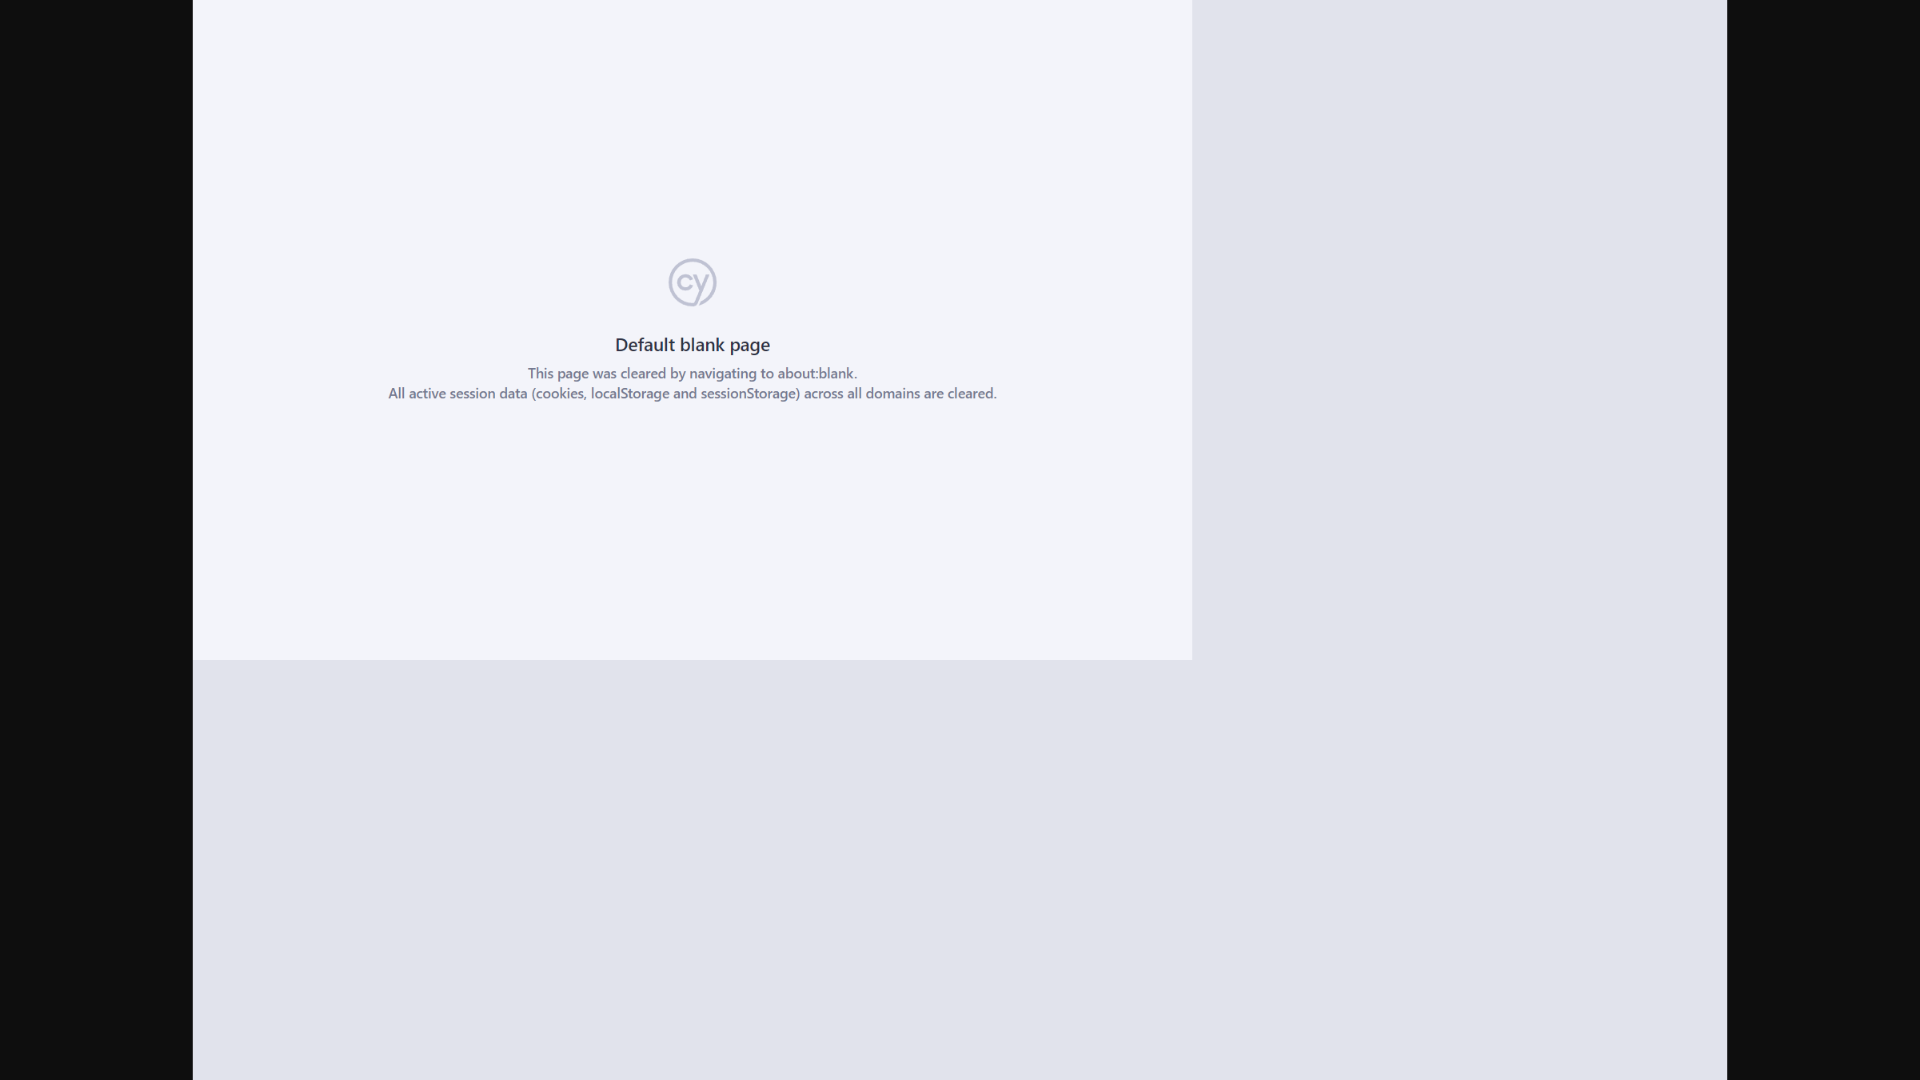 cy
Default blank page
This page was cleared by navigating to about:blank.
All active session data (cookies, localStorage and sessionStorage) across all domains are cleared.